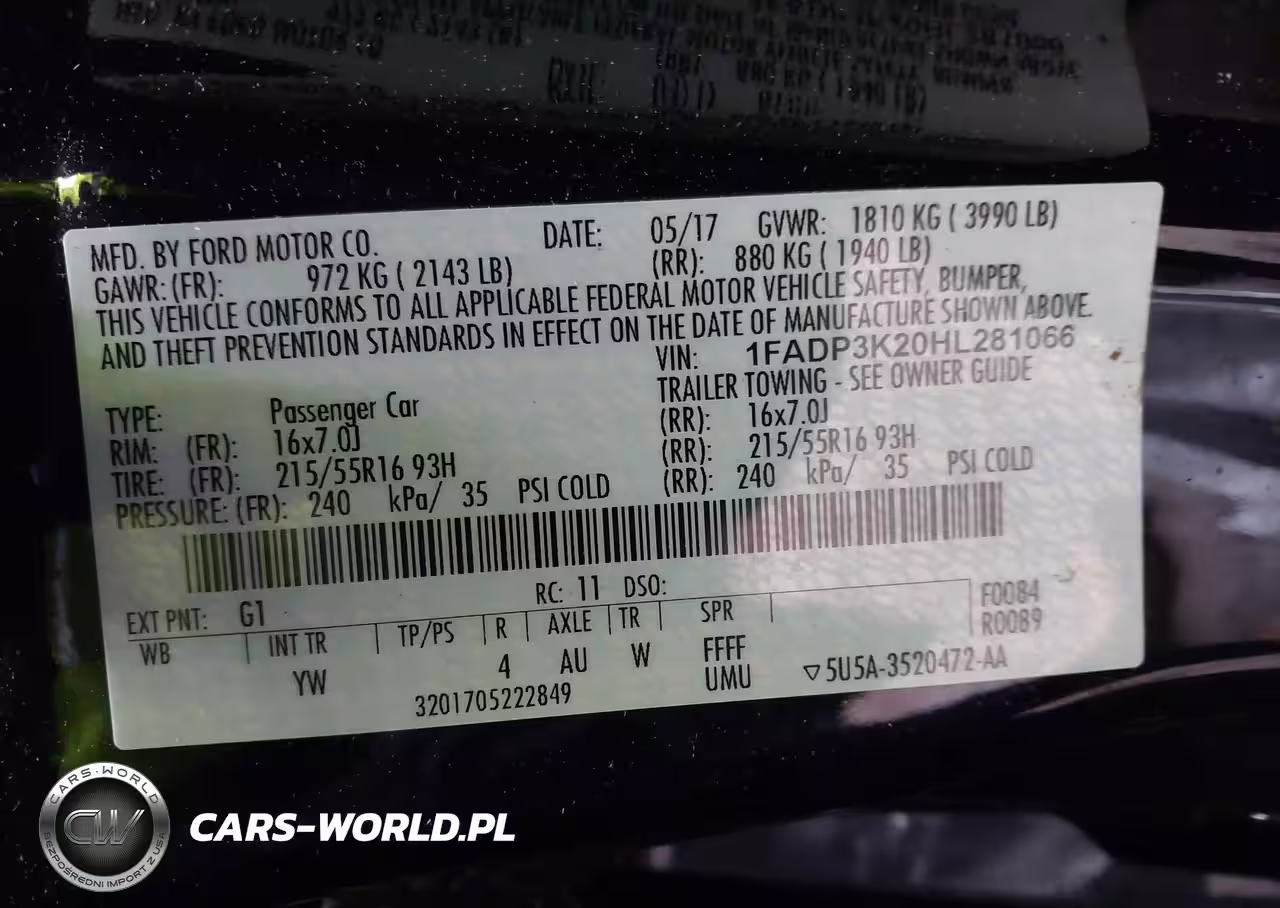 MFD. BY FORD MOTOR CO. DATE: 05/17 GVWR: 1810 KG ( 3990 LB)
GAWR: (FR): 972 KG ( 2143 LB) (RR): 880 KG ( 1940 LB)
THIS VEHICLE CONFORMS TO ALL APPLICABLE FEDERAL MOTOR VEHICLE SAFETY, BUMPER,
AND THEFT PREVENTION STANDARDS IN EFFECT ON THE DATE OF MANUFACTURE SHOWN ABOVE.
VIN: 1FADP3K20HL281066
TYPE: Passenger Car TRAILER TOWING - SEE OWNER GUIDE
RIM: (FR): 16x7.0J (RR): 16x7.0J
TIRE: (FR): 215/55R16 93H (RR): 215/55R16 93H
PRESSURE: (FR): 240 kPa/ 35 PSI COLD (RR): 240 kPa/ 35 PSI COLD
EXT PNT: G1 RC: 11 DSO: F0084
WB INT TR TP/PS R AXLE TR SPR R0089
YW 4 AU W FFFF
UMU
3201705222849 ▽5U5A-3520472-AA
CARS-WORLD
CW
BEZPOŚREDNI IMPORT Z USA
CARS-WORLD.PL